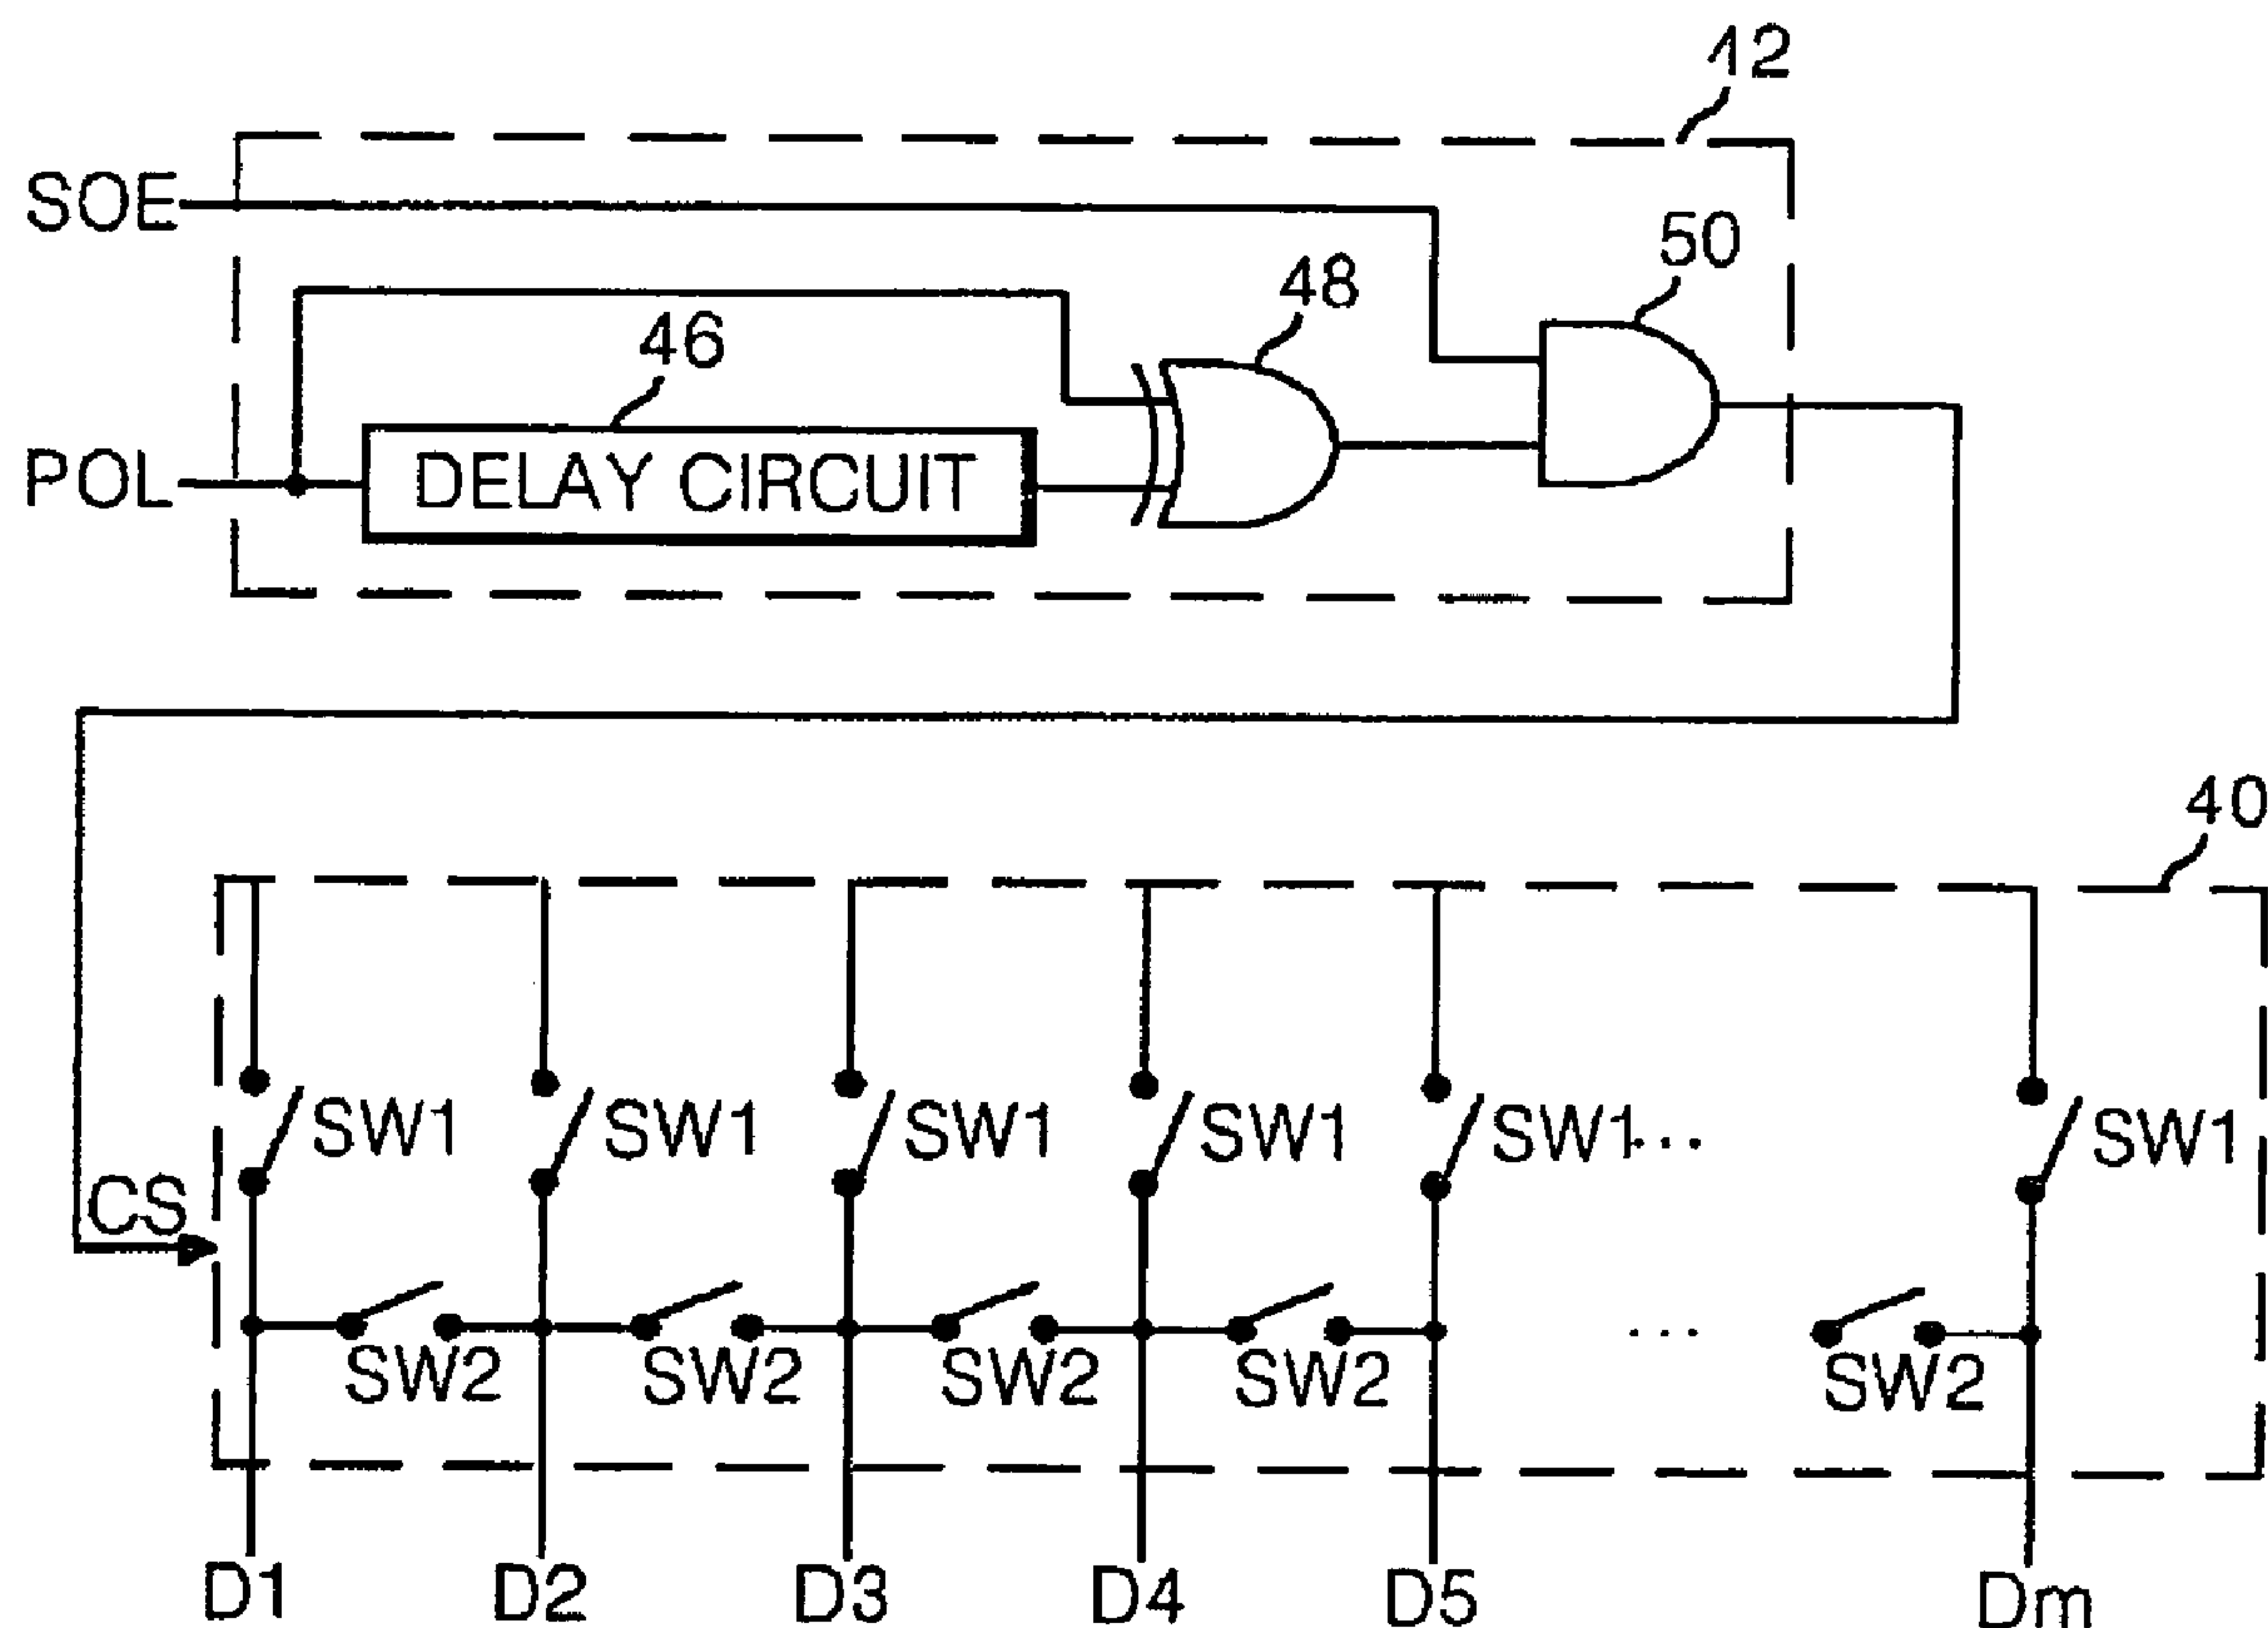 42
SOE
50
48
46
POL
DELAY CIRCUIT
40
SW1 SW1 SW1 SW1 SW1... SW1
CS
...
SW2 SW2 SW2 SW2 SW2
D1 D2 D3 D4 D5 Dm